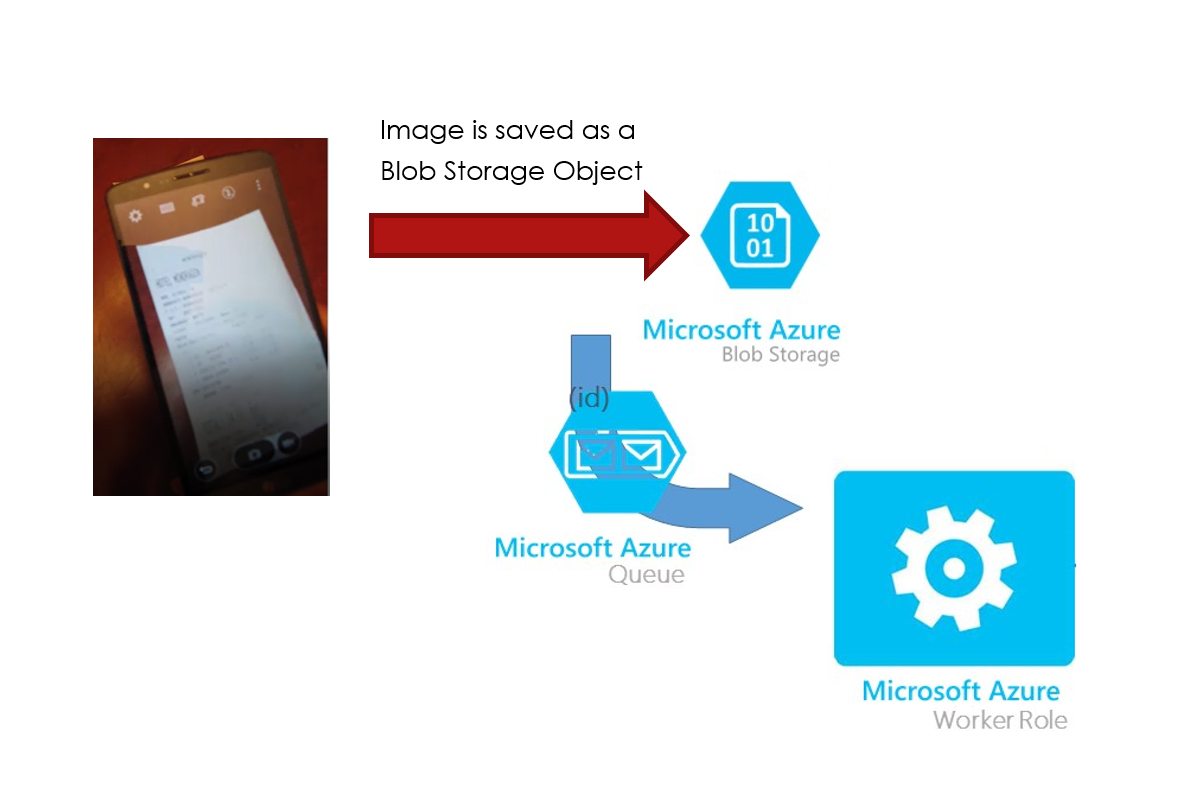 Image is saved as a
Blob Storage Object
10
01
Microsoft Azure
Blob Storage
(id)
Microsoft Azure
Queue
Microsoft Azure
Worker Role